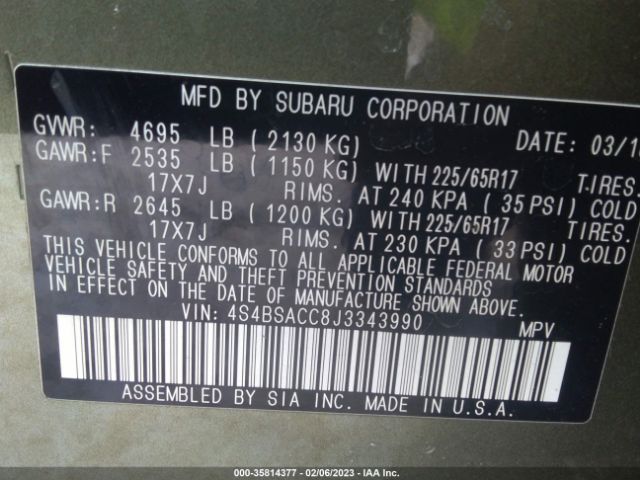 MFD BY SUBARU CORPORATION
GVWR: 4695 LB ( 2130 KG) DATE: 03/18
GAWR:F 2535 LB ( 1150 KG) WITH 225/65R17 TIRES
17X7J RIMS. AT 240 KPA ( 35 PSI) COLD
GAWR:R 2645 LB ( 1200 KG) WITH 225/65R17 TIRES.
17X7J RIMS. AT 230 KPA ( 33 PSI) COLD
THIS VEHICLE CONFORMS TO ALL APPLICABLE FEDERAL MOTOR
VEHICLE SAFETY AND THEFT PREVENTION STANDARDS
IN EFFECT ON THE DATE OF MANUFACTURE SHOWN ABOVE.
VIN: 4S4BSACC8J3343990 MPV
ASSEMBLED BY SIA INC. MADE IN U.S.A.
000-35814377 - 02/06/2023 - IAA Inc.